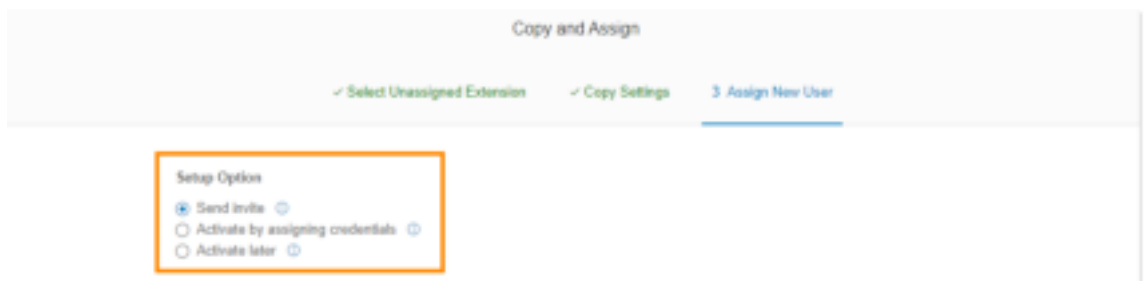 Copy and Assign
✓ Select Unassigned Extension ✓ Copy Settings 3 Assign New User
Setup Option
Send invite
Activate by assigning credentials
Activate later